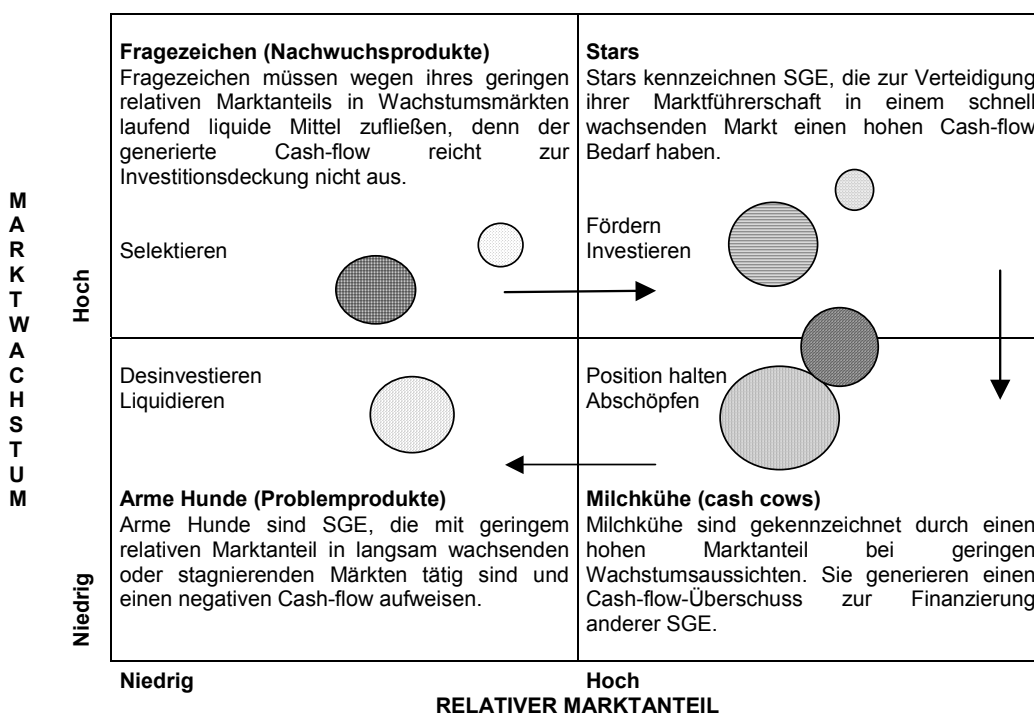 Fragezeichen (Nachwuchsprodukte)
Fragezeichen müssen wegen ihres geringen
relativen Marktanteils in Wachstumsmärkten
laufend liquide Mittel zufließen, denn der
generierte Cash-flow reicht zur
Investitionsdeckung nicht aus.
Selektieren
Stars
Stars kennzeichnen SGE, die zur Verteidigung
ihrer Marktführerschaft in einem schnell
wachsenden Markt einen hohen Cash-flow
Bedarf haben.
Fördern
Investieren
MARKTWACHSTUM
Hoch
Niedrig
Desinvestieren
Liquidieren
Arme Hunde (Problemprodukte)
Arme Hunde sind SGE, die mit geringem
relativen Marktanteil in langsam wachsenden
oder stagnierenden Märkten tätig sind und
einen negativen Cash-flow aufweisen.
Position halten
Abschöpfen
Milchkühe (cash cows)
Milchkühe sind gekennzeichnet durch einen
hohen Marktanteil bei geringen
Wachstumsaussichten. Sie generieren einen
Cash-flow-Überschuss zur Finanzierung
anderer SGE.
Niedrig
Hoch
RELATIVER MARKTANTEIL